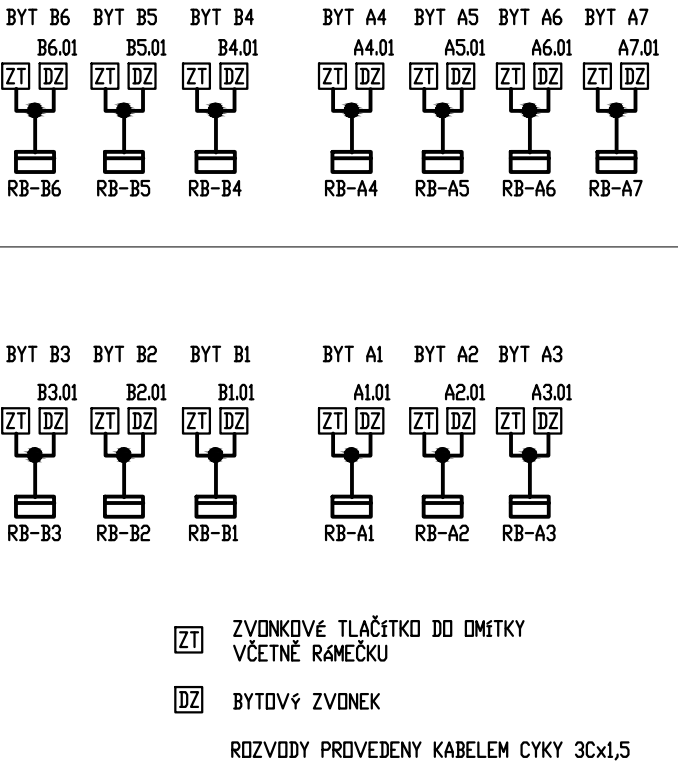 BYT B6 BYT B5 BYT B4 BYT A4 BYT A5 BYT A6 BYT A7
B6.01 B5.01 B4.01 A4.01 A5.01 A6.01 A7.01
ZT DZ ZT DZ ZT DZ ZT DZ ZT DZ ZT DZ ZT DZ
RB-B6 RB-B5 RB-B4 RB-A4 RB-A5 RB-A6 RB-A7
BYT B3 BYT B2 BYT B1 BYT A1 BYT A2 BYT A3
B3.01 B2.01 B1.01 A1.01 A2.01 A3.01
ZT DZ ZT DZ ZT DZ ZT DZ ZT DZ ZT DZ
RB-B3 RB-B2 RB-B1 RB-A1 RB-A2 RB-A3
ZT ZVONKOVÉ TLAČÍTKO DO OMÍTKY
VČETNĚ RÁMEČKU
DZ BYTOVÝ ZVONEK
ROZVODY PROVEDENY KABELEM CYKY 3Cx1,5